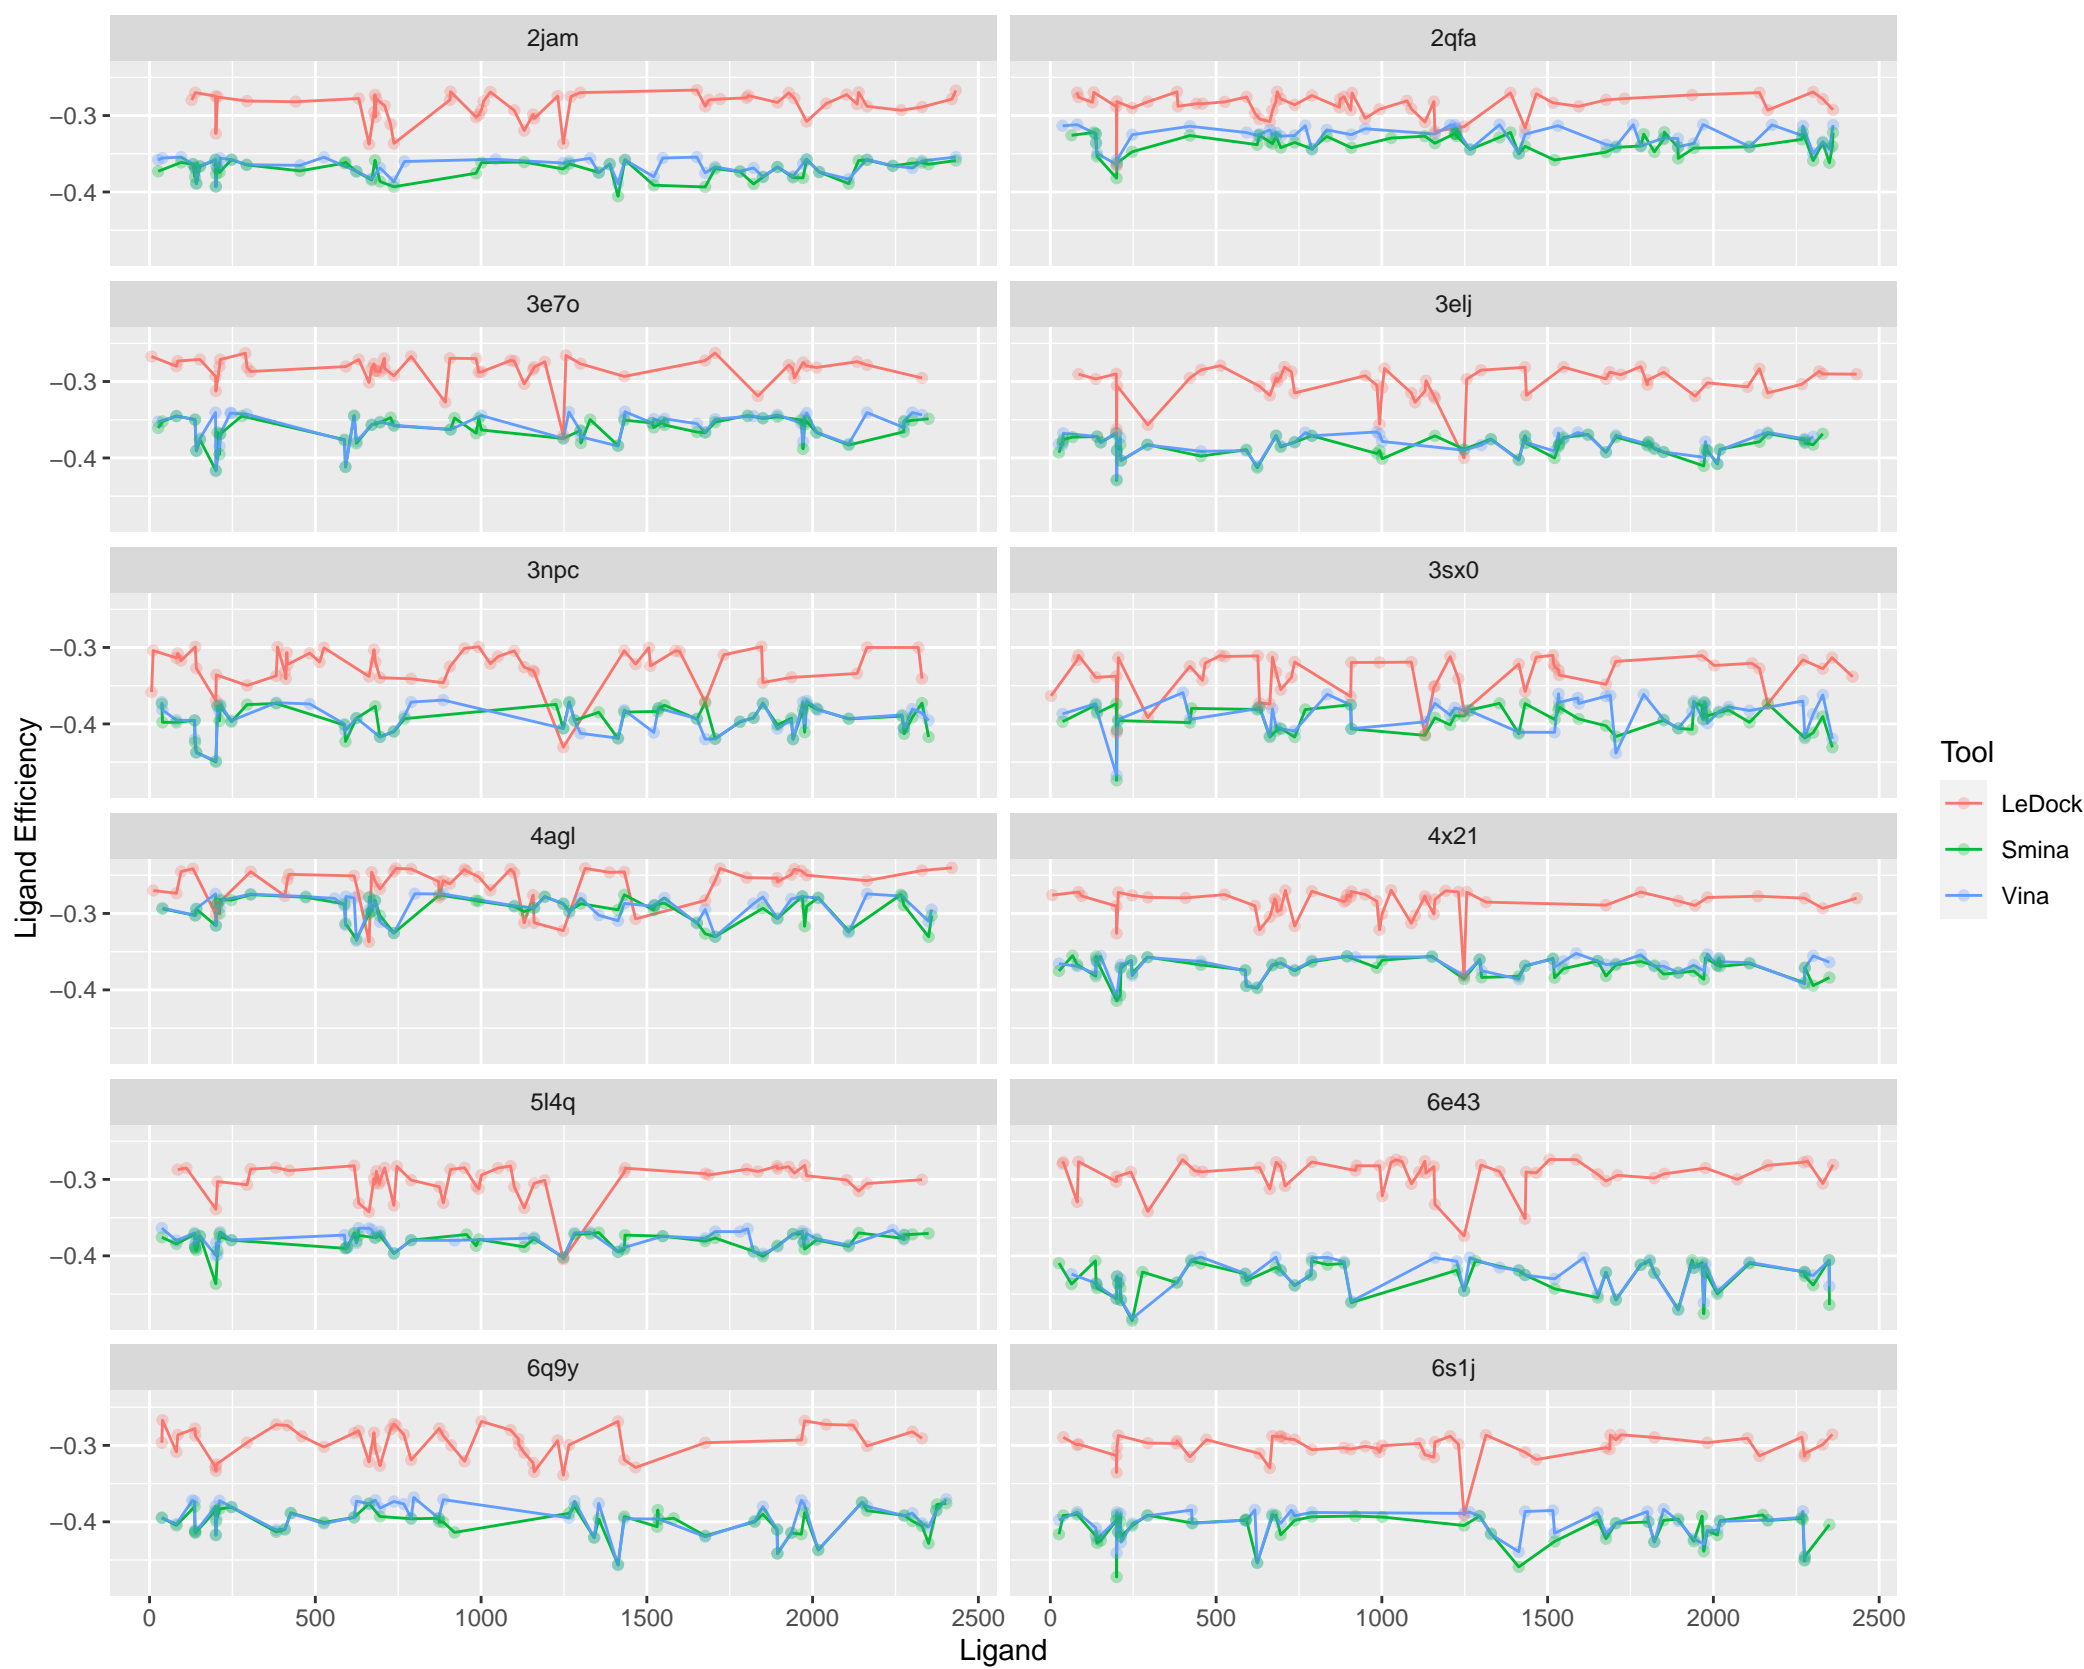 2jam
2qfa
−0.3
−0.4
3e7o
3elj
−0.3
−0.4
3npc
3sx0
−0.3
−0.4
4agl
4x21
−0.3
−0.4
5l4q
6e43
−0.3
−0.4
6q9y
6s1j
−0.3
−0.4
0 500 1000 1500 2000 2500 0 500 1000 1500 2000 2500
Ligand
Ligand Efficiency
Tool
LeDock
Smina
Vina